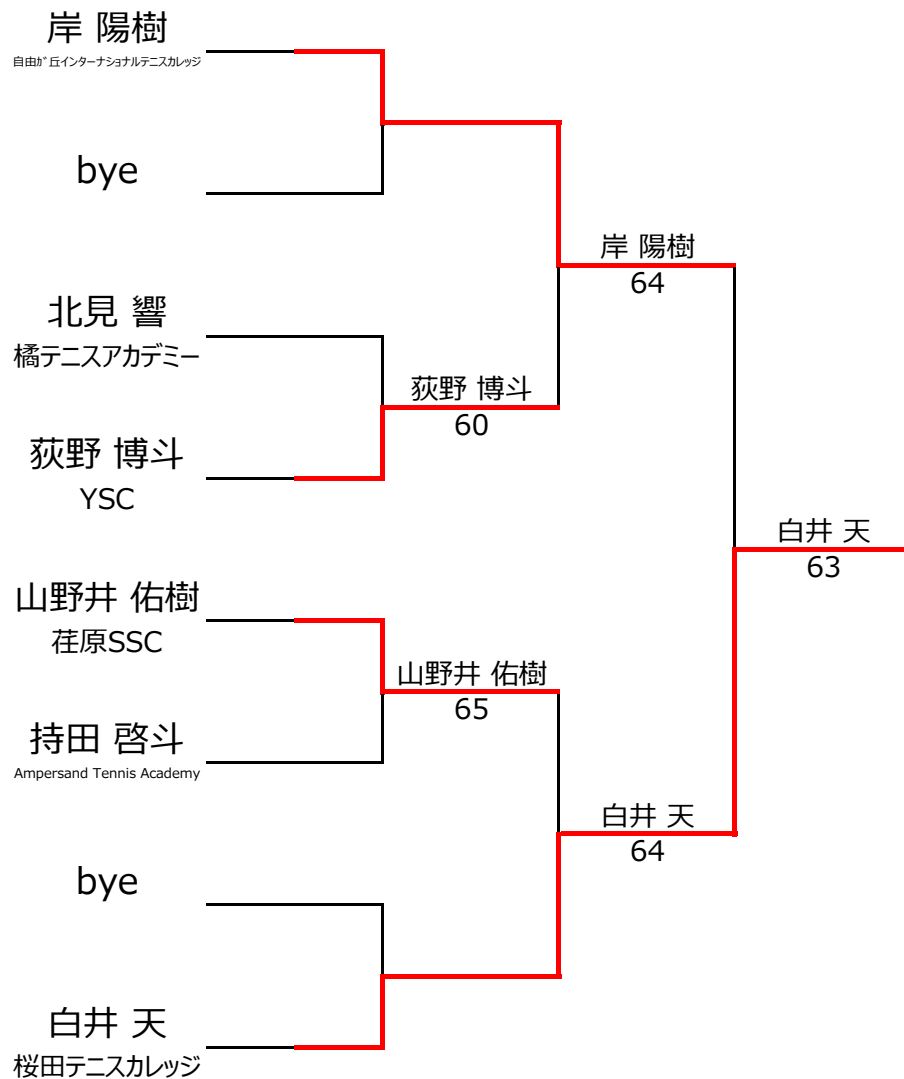 岸 陽樹
自由が丘インターナショナルテニスカレッジ
bye
北見 響
橘テニスアカデミー
荻野 博斗
YSC
山野井 佑樹
荏原SSC
持田 啓斗
Ampersand Tennis Academy
bye
白井 天
桜田テニスカレッジ
荻野 博斗
60
山野井 佑樹
65
岸 陽樹
64
白井 天
64
白井 天
63